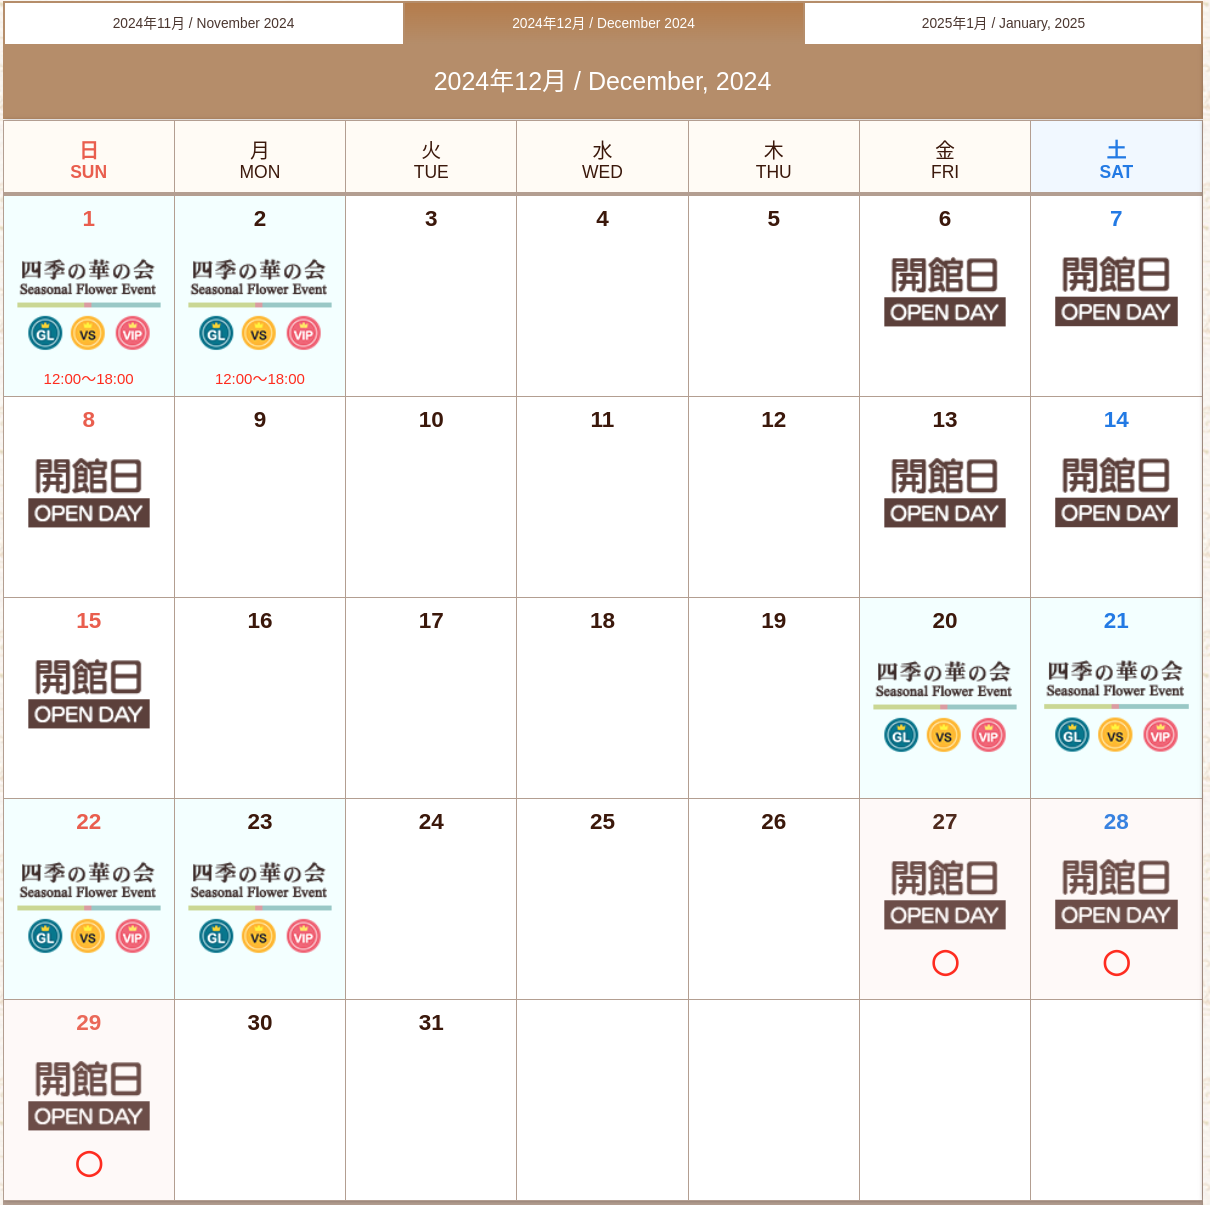 2024年11月 / November 2024
2024年12月 / December 2024
2025年1月 / January, 2025
2024年12月 / December, 2024
日
SUN
月
MON
火
TUE
水
WED
木
THU
金
FRI
土
SAT
1
四季の華の会
Seasonal Flower Event
GL VS VIP
12:00〜18:00
2
四季の華の会
Seasonal Flower Event
GL VS VIP
12:00〜18:00
3
4
5
6
開館日
OPEN DAY
7
開館日
OPEN DAY
8
開館日
OPEN DAY
9
10
11
12
13
開館日
OPEN DAY
14
開館日
OPEN DAY
15
開館日
OPEN DAY
16
17
18
19
20
四季の華の会
Seasonal Flower Event
GL VS VIP
21
四季の華の会
Seasonal Flower Event
GL VS VIP
22
四季の華の会
Seasonal Flower Event
GL VS VIP
23
四季の華の会
Seasonal Flower Event
GL VS VIP
24
25
26
27
開館日
OPEN DAY
〇
28
開館日
OPEN DAY
〇
29
開館日
OPEN DAY
〇
30
31